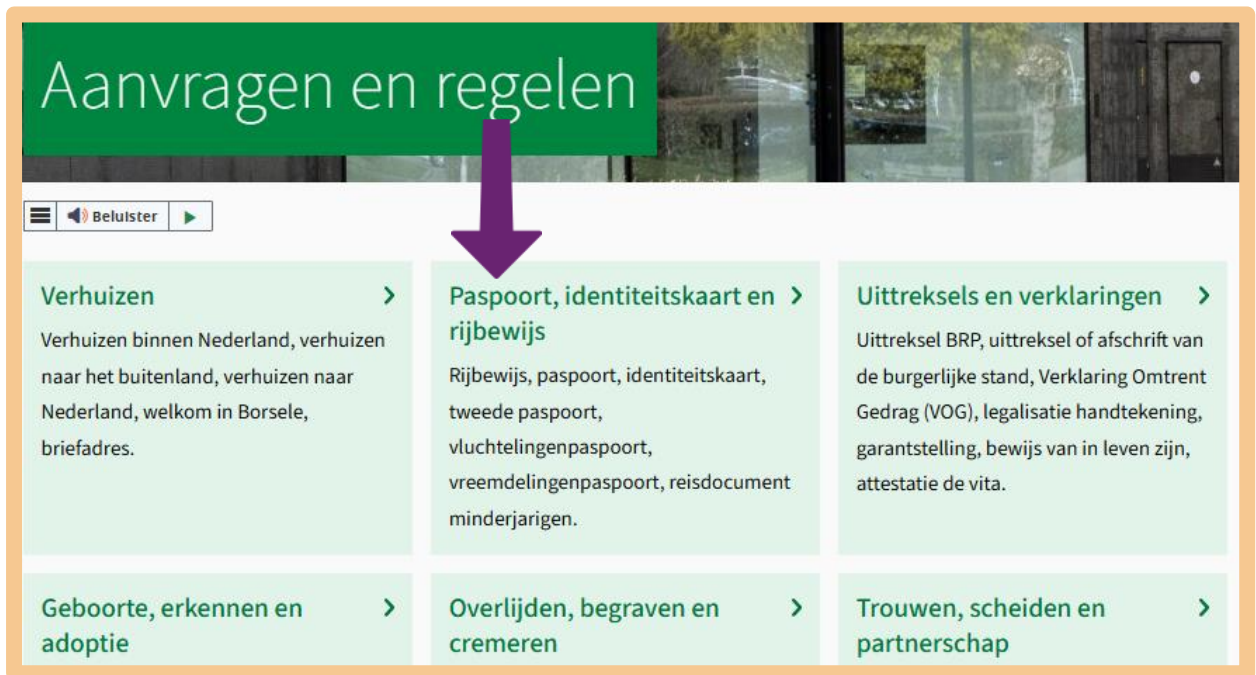 Aanvragen en regelen
Beluister
Verhuizen
Verhuizen binnen Nederland, verhuizen
naar het buitenland, verhuizen naar
Nederland, welkom in Borsele,
briefadres.
Paspoort, identiteitskaart en
rijbewijs
Rijbewijs, paspoort, identiteitskaart,
tweede paspoort,
vluchtelingenpaspoort,
vreemdelingenpaspoort, reisdocument
minderjarigen.
Uittreksels en verklaringen
Uittreksel BRP, uittreksel of afschrift van
de burgerlijke stand, Verklaring Omtrent
Gedrag (VOG), legalisatie handtekening,
garantstelling, bewijs van in leven zijn,
attestatie de vita.
Geboorte, erkennen en
adoptie
Overlijden, begraven en
cremeren
Trouwen, scheiden en
partnerschap